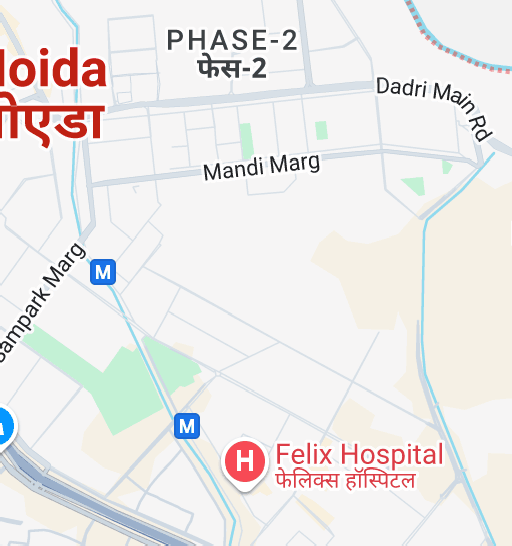 PHASE-2
फेस-2
Noida
नोएडा
Dadri Main Rd
Mandi Marg
Sampark Marg
M
M
H
Felix Hospital
फेलिक्स हॉस्पिटल